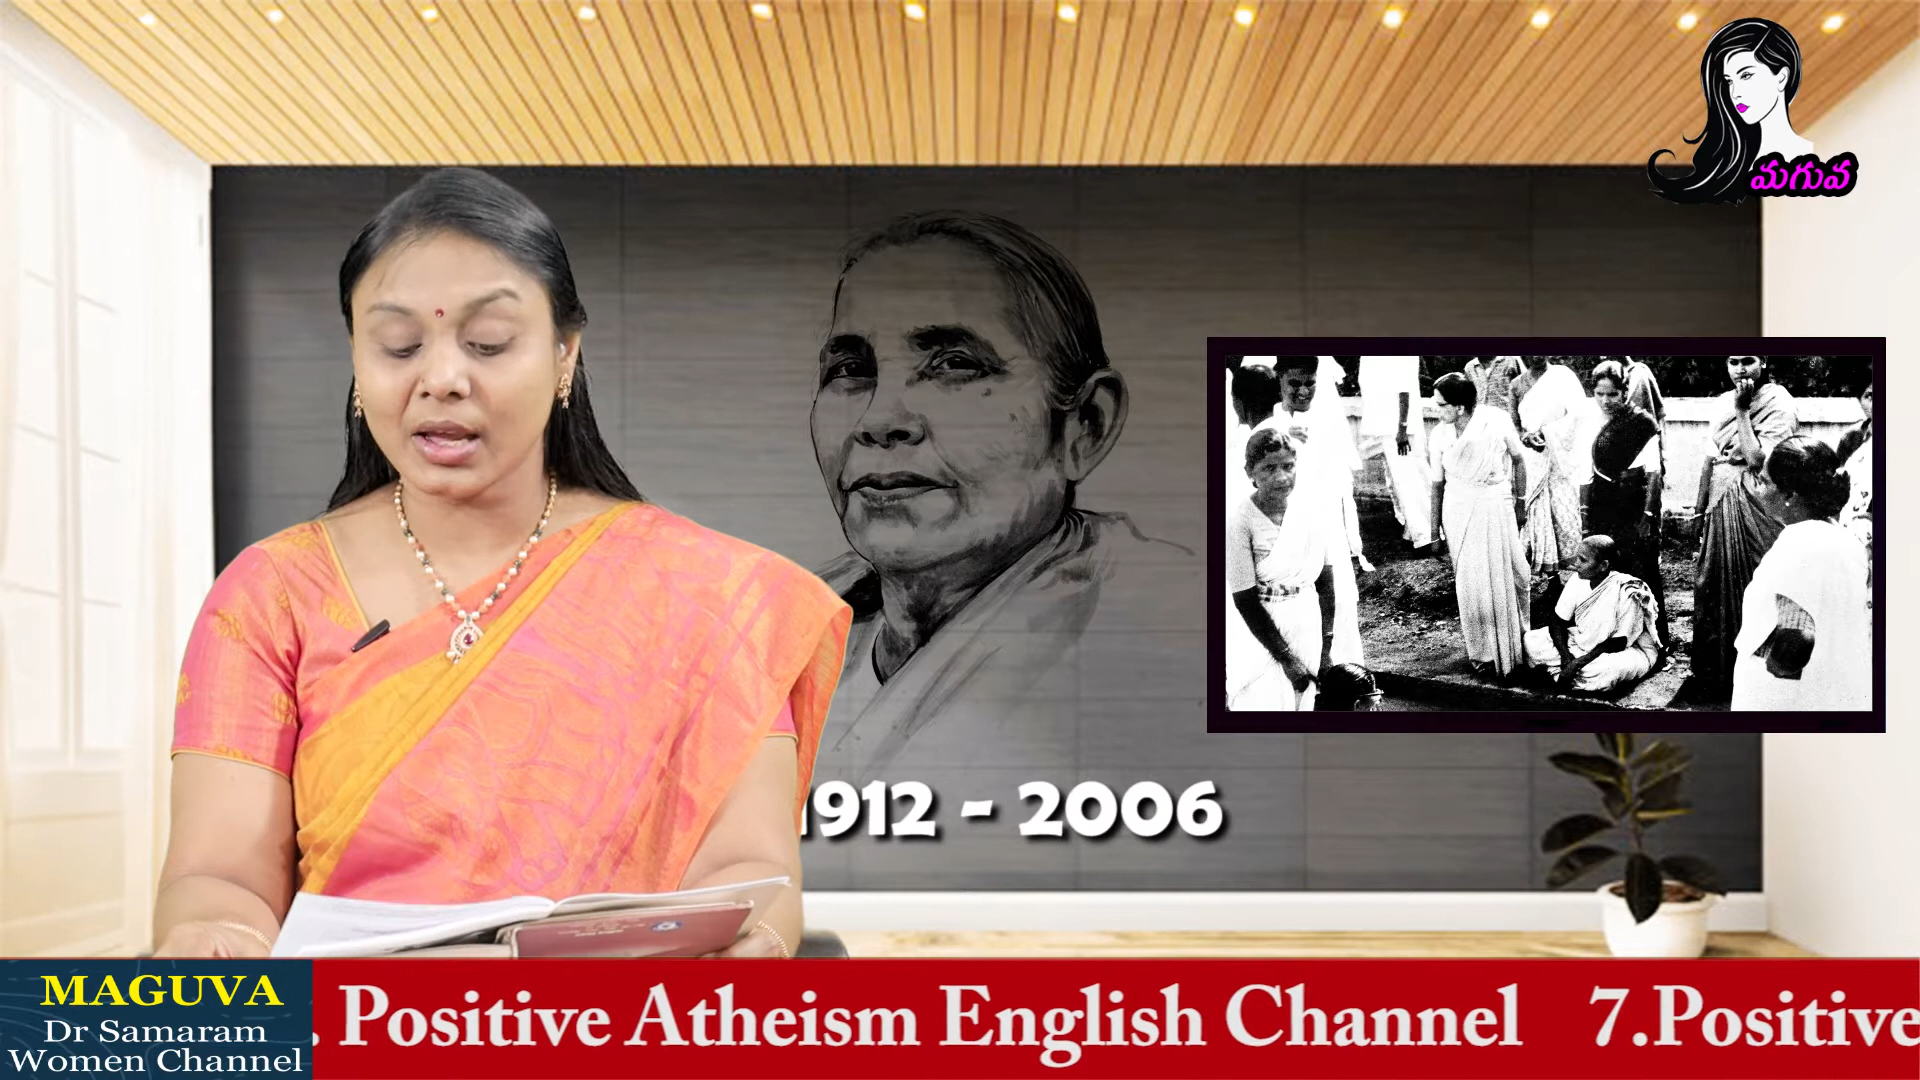 మగువ
1912 - 2006
MAGUVA
Dr Samaram
Women Channel
. Positive Atheism English Channel 7.Positive